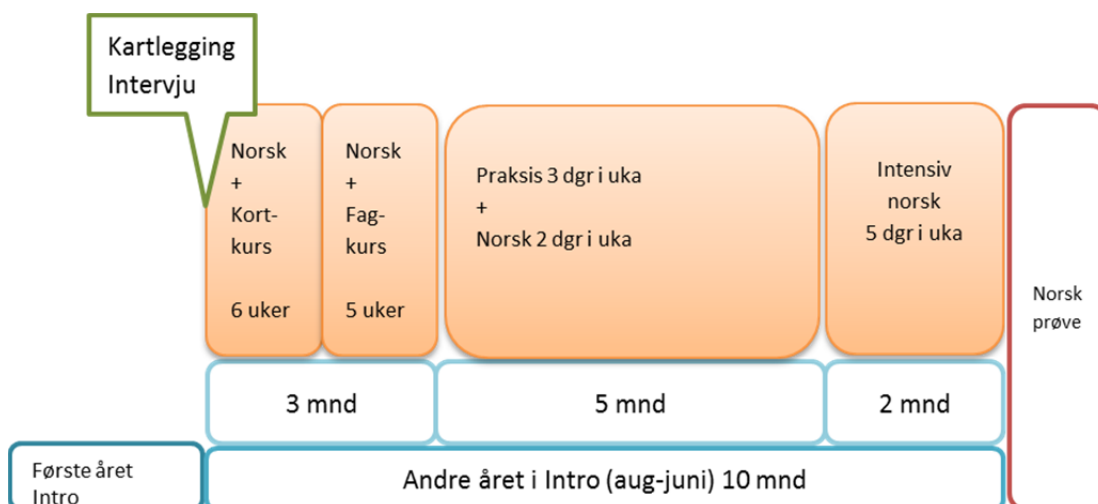 Kartlegging
Intervju
Norsk
+
Kort-
kurs
6 uker
Norsk
+
Fag-
kurs
5 uker
Praksis 3 dgr i uka
+
Norsk 2 dgr i uka
Intensiv
norsk
5 dgr i uka
Norsk
prøve
3 mnd
5 mnd
2 mnd
Første året
Intro
Andre året i Intro (aug-juni) 10 mnd